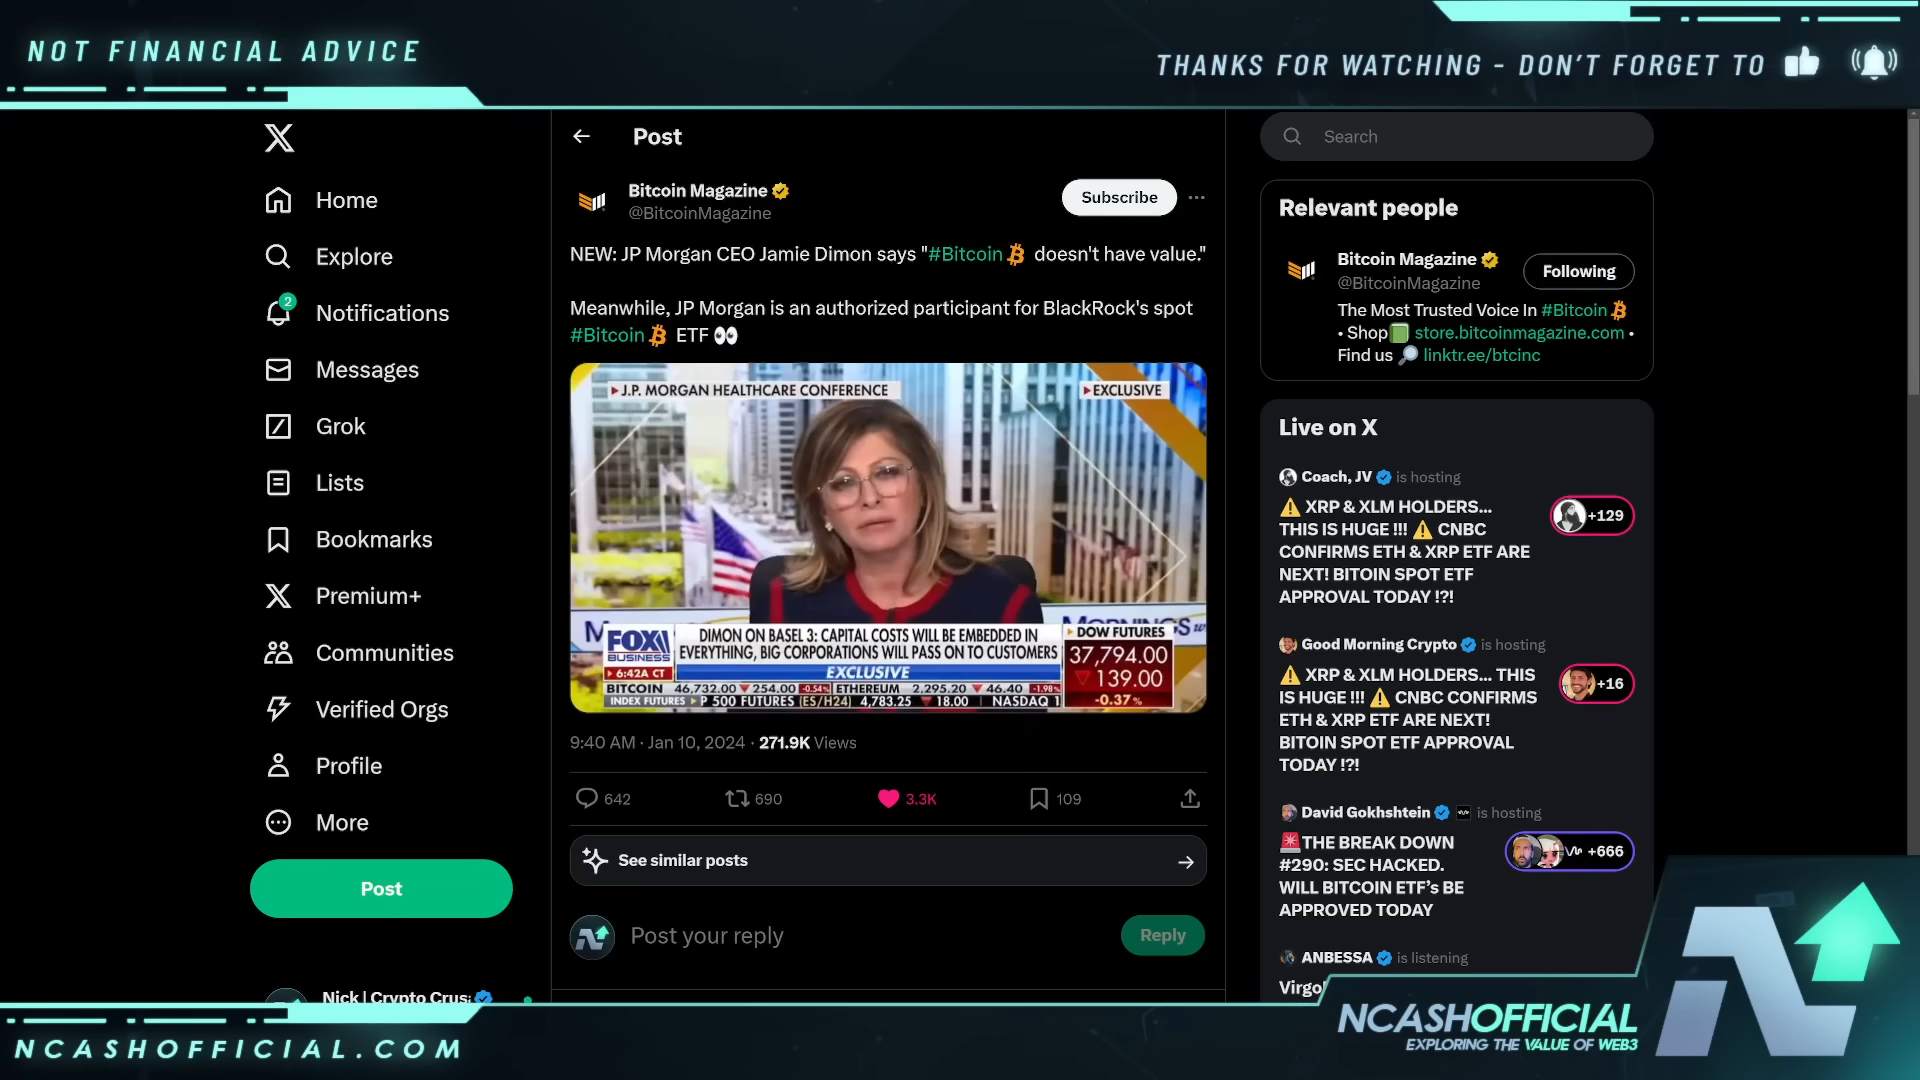 NOT FINANCIAL ADVICE
THANKS FOR WATCHING - DON'T FORGET TO
Home
Explore
2
Notifications
Messages
Grok
Lists
Bookmarks
Premium+
Communities
Verified Orgs
Profile
More
Post
Nick | Crypto Crus
Post
Bitcoin Magazine
@BitcoinMagazine
Subscribe
NEW: JP Morgan CEO Jamie Dimon says "#Bitcoin doesn't have value."
Meanwhile, JP Morgan is an authorized participant for BlackRock's spot
#Bitcoin ETF 👀
J.P. MORGAN HEALTHCARE CONFERENCE
EXCLUSIVE
FOX
BUSINESS
6:42A CT
DIMON ON BASEL 3: CAPITAL COSTS WILL BE EMBEDDED IN
EVERYTHING, BIG CORPORATIONS WILL PASS ON TO CUSTOMERS
EXCLUSIVE
BITCOIN 46,732.00 ▼ 254.00 -0.54% ETHEREUM 2,295.20 ▼ 46.40 -1.98%
INDEX FUTURES ▸ P 500 FUTURES (ES/H24) 4,783.25 ▼ 18.00 NASDAQ 1
DOW FUTURES
37,794.00
▽ 139.00
-0.37%
9:40 AM · Jan 10, 2024 · 271.9K Views
642
690
3.3K
109
See similar posts
Post your reply
Reply
Search
Relevant people
Bitcoin Magazine
@BitcoinMagazine
Following
The Most Trusted Voice In #Bitcoin
• Shop📗 store.bitcoinmagazine.com •
Find us 🔎 linktr.ee/btcinc
Live on X
Coach, JV is hosting
⚠️ XRP & XLM HOLDERS...
THIS IS HUGE !!! ⚠️ CNBC
CONFIRMS ETH & XRP ETF ARE
NEXT! BITOIN SPOT ETF
APPROVAL TODAY !?!
+129
Good Morning Crypto is hosting
⚠️ XRP & XLM HOLDERS... THIS
IS HUGE !!! ⚠️ CNBC CONFIRMS
ETH & XRP ETF ARE NEXT!
BITOIN SPOT ETF APPROVAL
TODAY !?!
+16
David Gokhshtein is hosting
🚨THE BREAK DOWN
#290: SEC HACKED.
WILL BITCOIN ETF's BE
APPROVED TODAY
+666
ANBESSA is listening
NCASHOFFICIAL.COM
NCASHOFFICIAL
EXPLORING THE VALUE OF WEB3